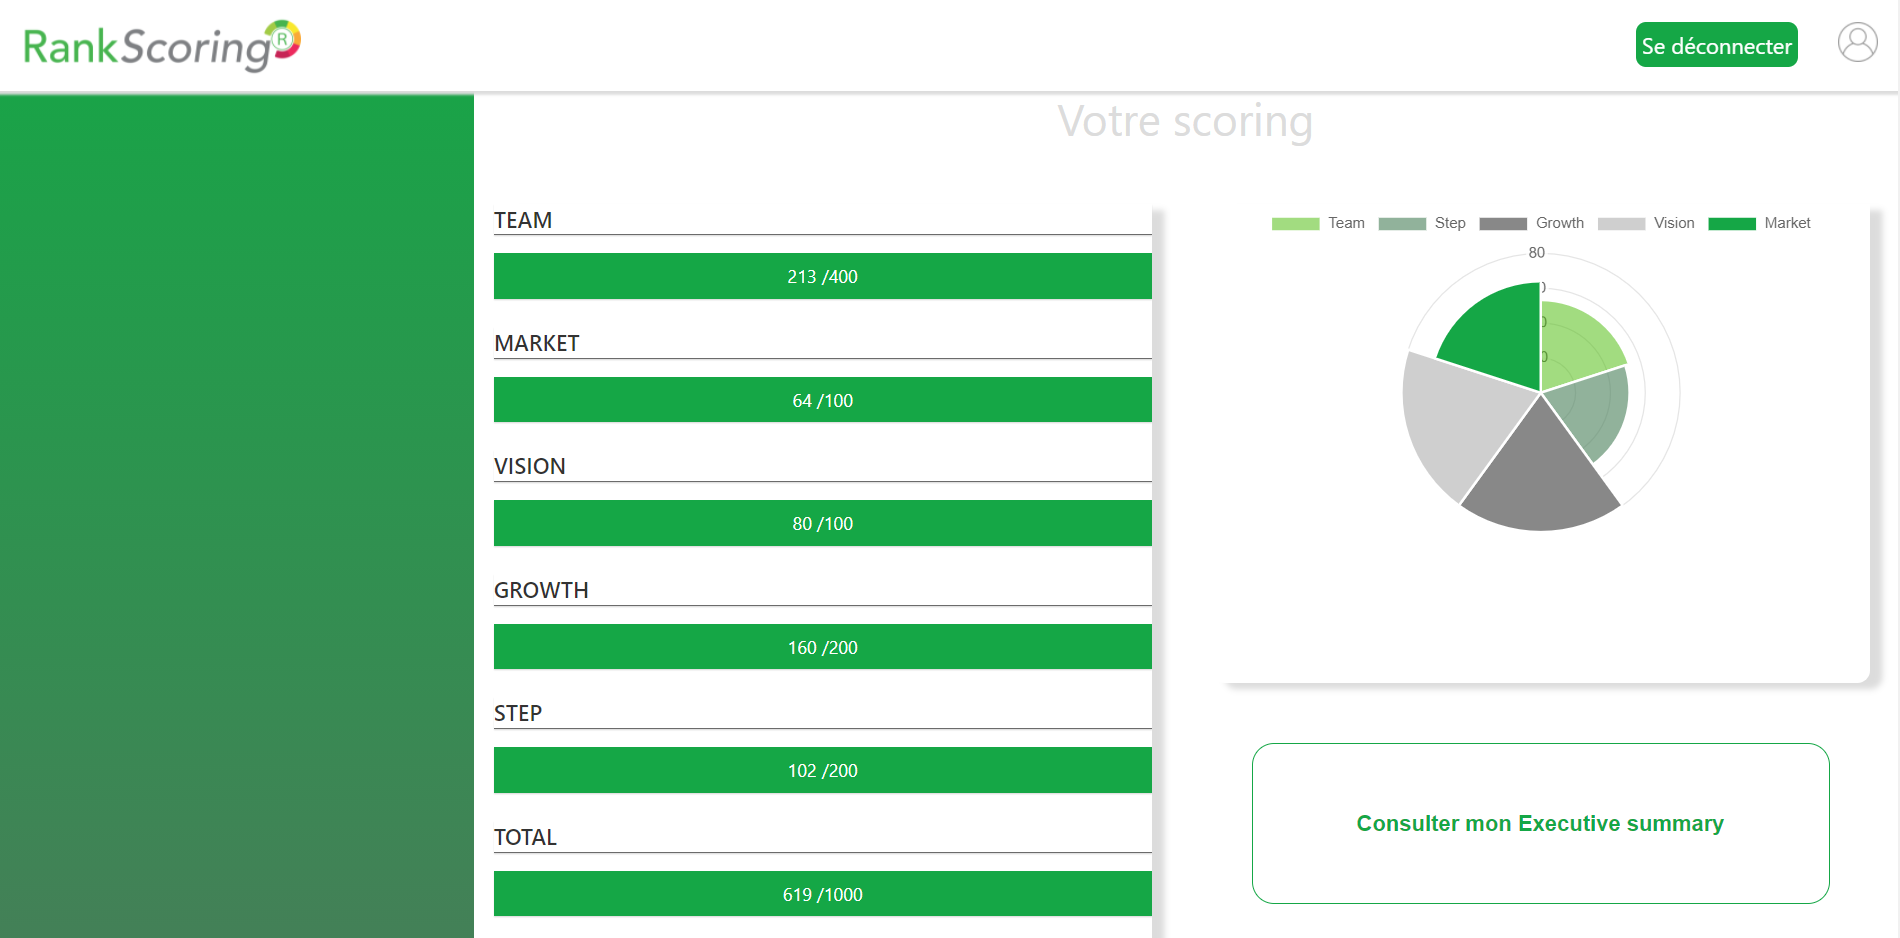 RankScoring R
Se déconnecter
Votre scoring
TEAM
213 /400
MARKET
64 /100
VISION
80 /100
GROWTH
160 /200
STEP
102 /200
TOTAL
619 /1000
Team Step Growth Vision Market
80
Consulter mon Executive summary